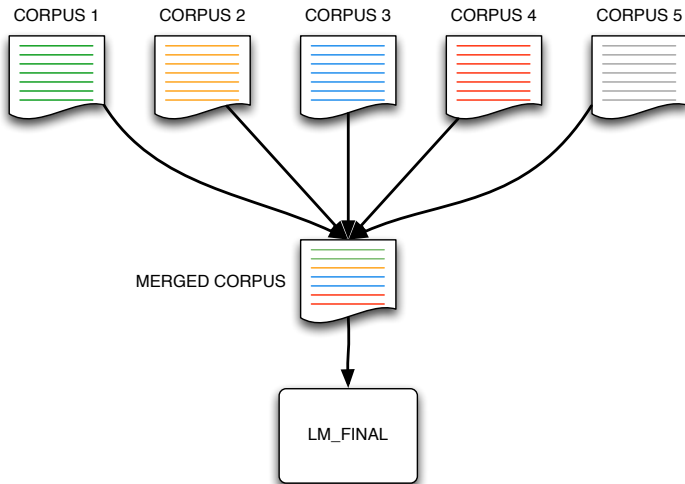 CORPUS 1
CORPUS 2
CORPUS 3
CORPUS 4
CORPUS 5
MERGED CORPUS
LM_FINAL